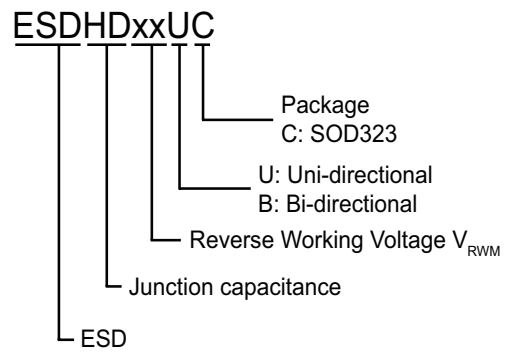 ESDHDxxUC
Package
C: SOD323
U: Uni-directional
B: Bi-directional
Reverse Working Voltage V_RWM
Junction capacitance
ESD